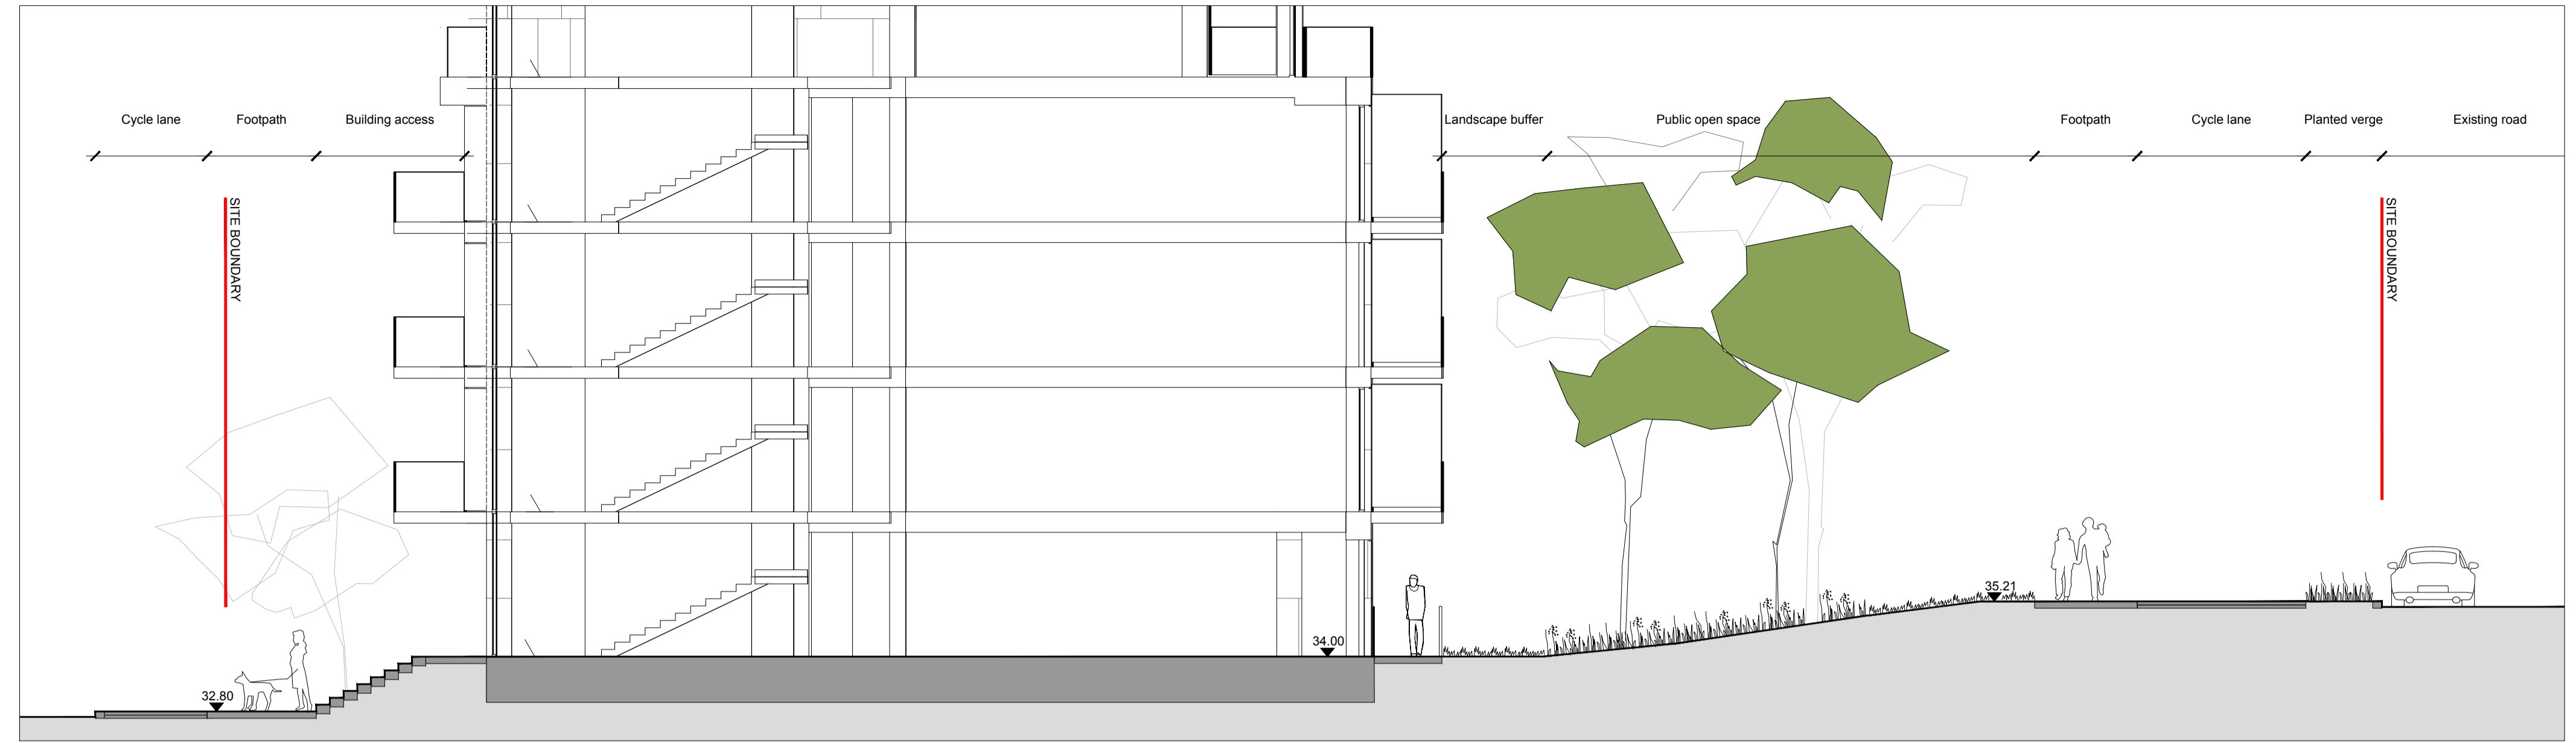 Cycle lane
Footpath
Building access
Landscape buffer
Public open space
Footpath
Cycle lane
Planted verge
Existing road
SITE BOUNDARY
SITE BOUNDARY
35.21
34.00
32.80